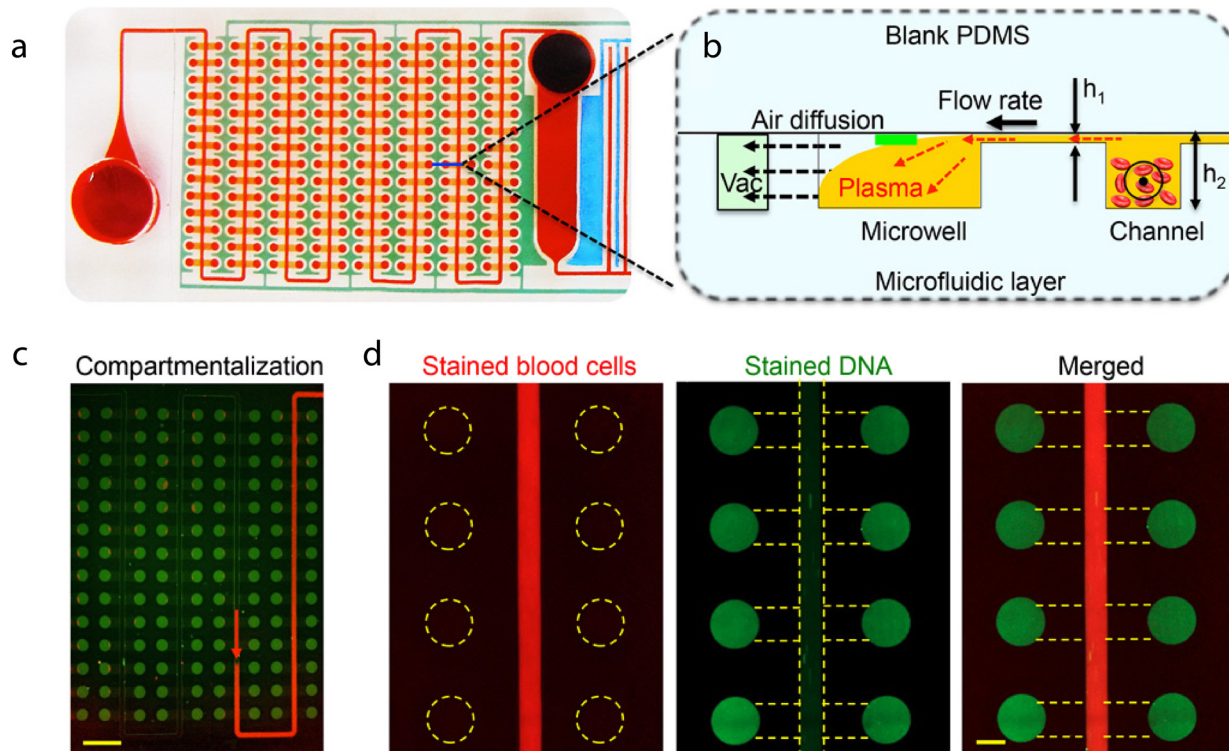 a
b
Blank PDMS
Flow rate
h1
Air diffusion
h2
Vac
Plasma
Microwell
Channel
Microfluidic layer
c
Compartmentalization
d
Stained blood cells
Stained DNA
Merged